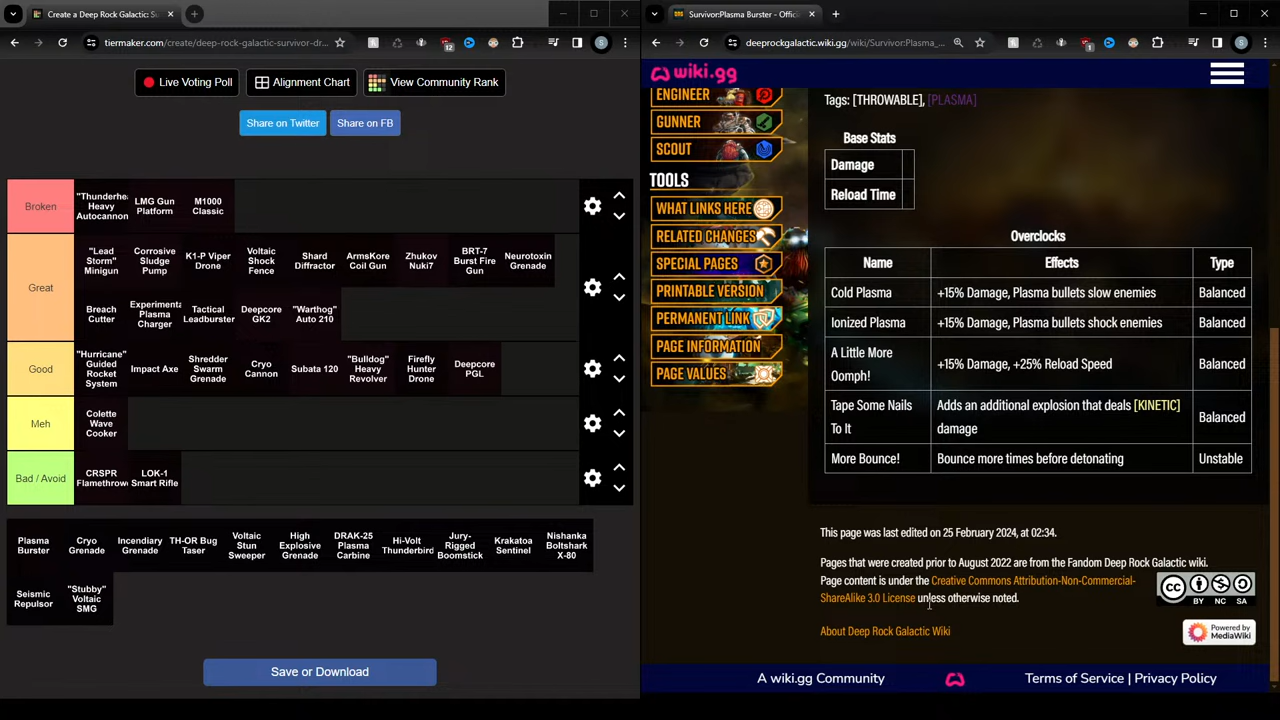 Create a Deep Rock Galactic: Su
Survivor:Plasma Burster - Offici
tiermaker.com/create/deep-rock-galactic-survivor-dr...
12
S
deeprockgalactic.wiki.gg/wiki/Survivor:Plasma_...
1
S
Live Voting Poll
Alignment Chart
View Community Rank
Share on Twitter
Share on FB
Broken
"Thunderhe
Heavy
Autocannon
LMG Gun
Platform
M1000
Classic
Great
"Lead
Storm"
Minigun
Corrosive
Sludge
Pump
K1-P Viper
Drone
Voltaic
Shock
Fence
Shard
Diffractor
ArmsKore
Coil Gun
Zhukov
Nuki7
BRT-7
Burst Fire
Gun
Neurotoxin
Grenade
Breach
Cutter
Experimenta
Plasma
Charger
Tactical
Leadburster
Deepcore
GK2
"Warthog"
Auto 210
Good
"Hurricane"
Guided
Rocket
System
Impact Axe
Shredder
Swarm
Grenade
Cryo
Cannon
Subata 120
"Bulldog"
Heavy
Revolver
Firefly
Hunter
Drone
Deepcore
PGL
Meh
Colette
Wave
Cooker
Bad / Avoid
CRSPR
Flamethrow
LOK-1
Smart Rifle
Plasma
Burster
Cryo
Grenade
Incendiary
Grenade
TH-OR Bug
Taser
Voltaic
Stun
Sweeper
High
Explosive
Grenade
DRAK-25
Plasma
Carbine
Hi-Volt
Thunderbird
Jury-
Rigged
Boomstick
Krakatoa
Sentinel
Nishanka
Boltshark
X-80
Seismic
Repulsor
"Stubby"
Voltaic
SMG
Save or Download
wiki.gg
ENGINEER
GUNNER
SCOUT
TOOLS
WHAT LINKS HERE
RELATED CHANGES
SPECIAL PAGES
PRINTABLE VERSION
PERMANENT LINK
PAGE INFORMATION
PAGE VALUES
Tags: [THROWABLE], [PLASMA]
Base Stats
Damage
Reload Time
Overclocks
Name Effects Type
Cold Plasma +15% Damage, Plasma bullets slow enemies Balanced
Ionized Plasma +15% Damage, Plasma bullets shock enemies Balanced
A Little More
Oomph! +15% Damage, +25% Reload Speed Balanced
Tape Some Nails
To It Adds an additional explosion that deals [KINETIC]
damage Balanced
More Bounce! Bounce more times before detonating Unstable
This page was last edited on 25 February 2024, at 02:34.
Pages that were created prior to August 2022 are from the Fandom Deep Rock Galactic wiki.
Page content is under the Creative Commons Attribution-Non-Commercial-
ShareAlike 3.0 License unless otherwise noted.
cc BY NC SA
About Deep Rock Galactic Wiki
Powered by
MediaWiki
A wiki.gg Community
Terms of Service | Privacy Policy